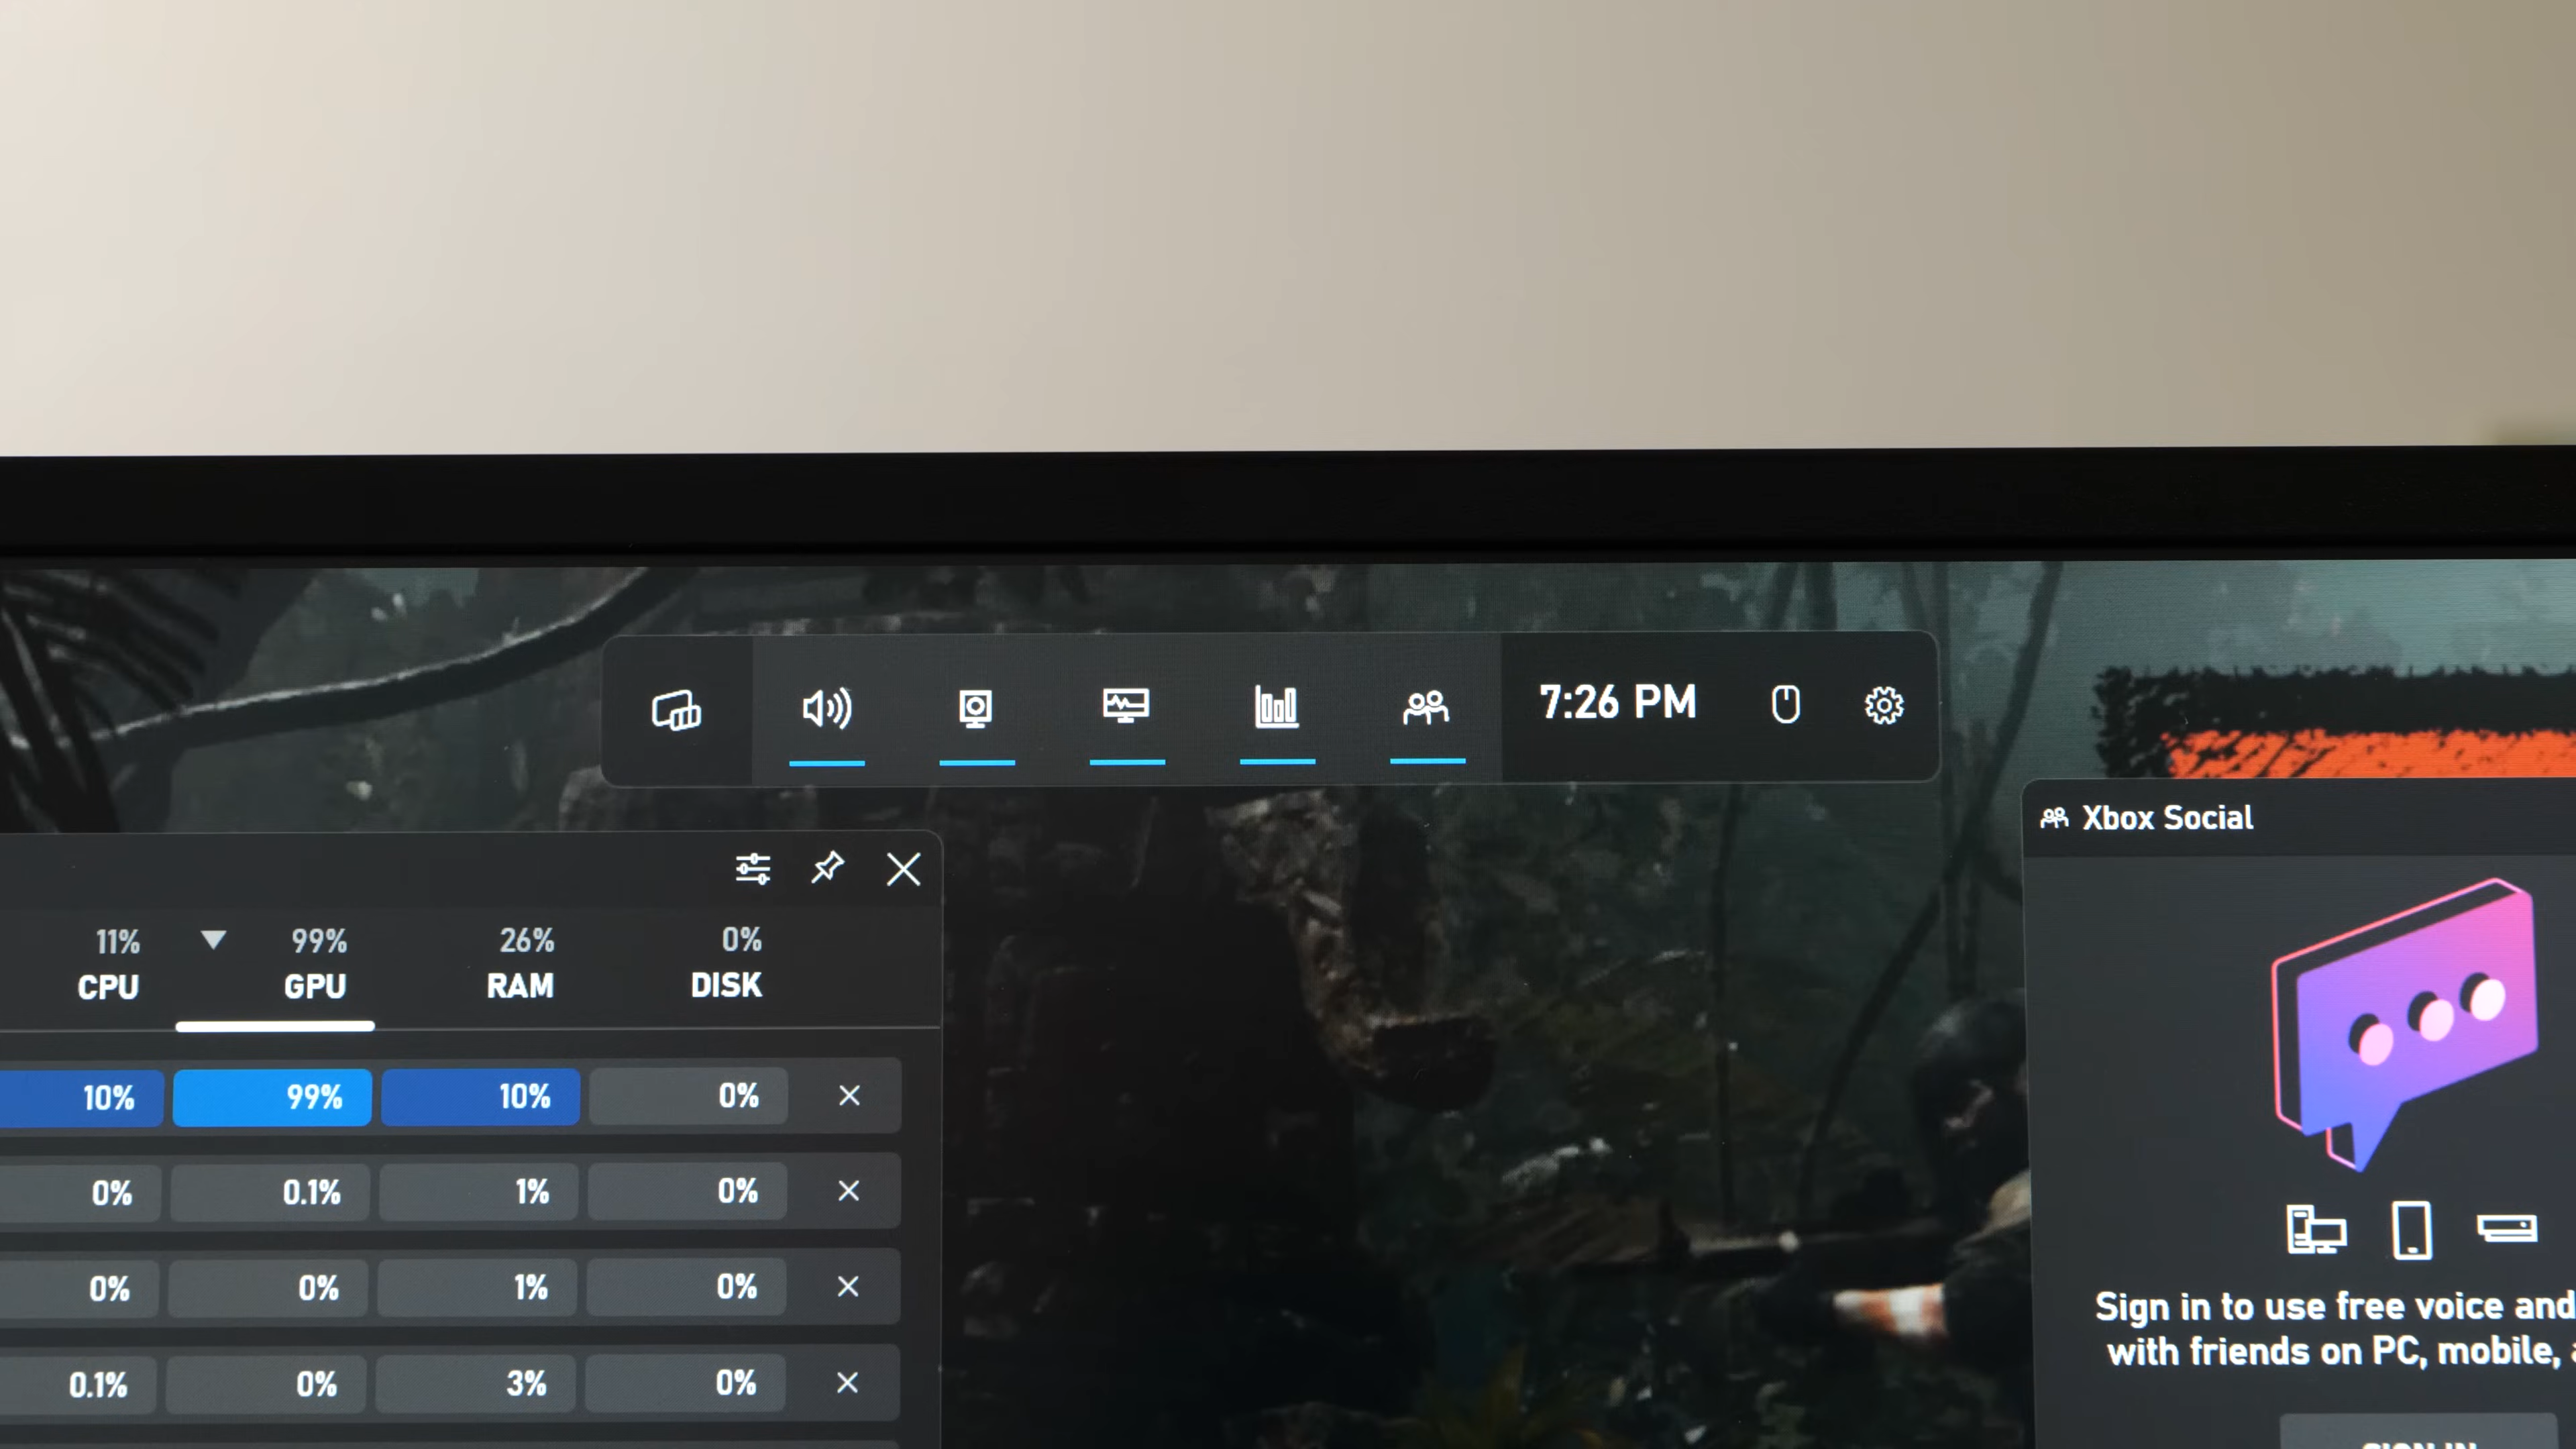 7:26 PM
Xbox Social
11% 99% 26% 0%
CPU GPU RAM DISK
10% 99% 10% 0%
0% 0.1% 1% 0%
0% 0% 1% 0%
0.1% 0% 3% 0%
Sign in to use free voice and
with friends on PC, mobile,
SIGN IN